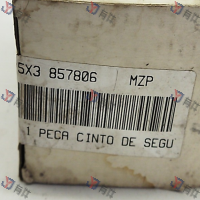 5X3 857806 MZP
1 PECA CINTO DE SEGU